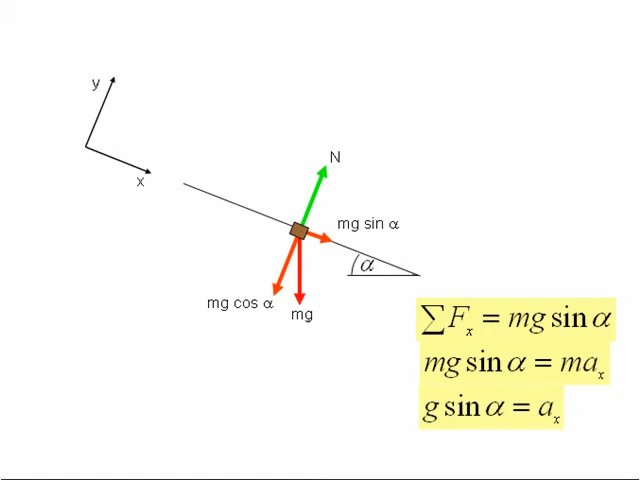 y
x
N
mg sin α
α
mg cos α
mg
∑Fₓ = mg sin α
mg sin α = maₓ
g sin α = aₓ